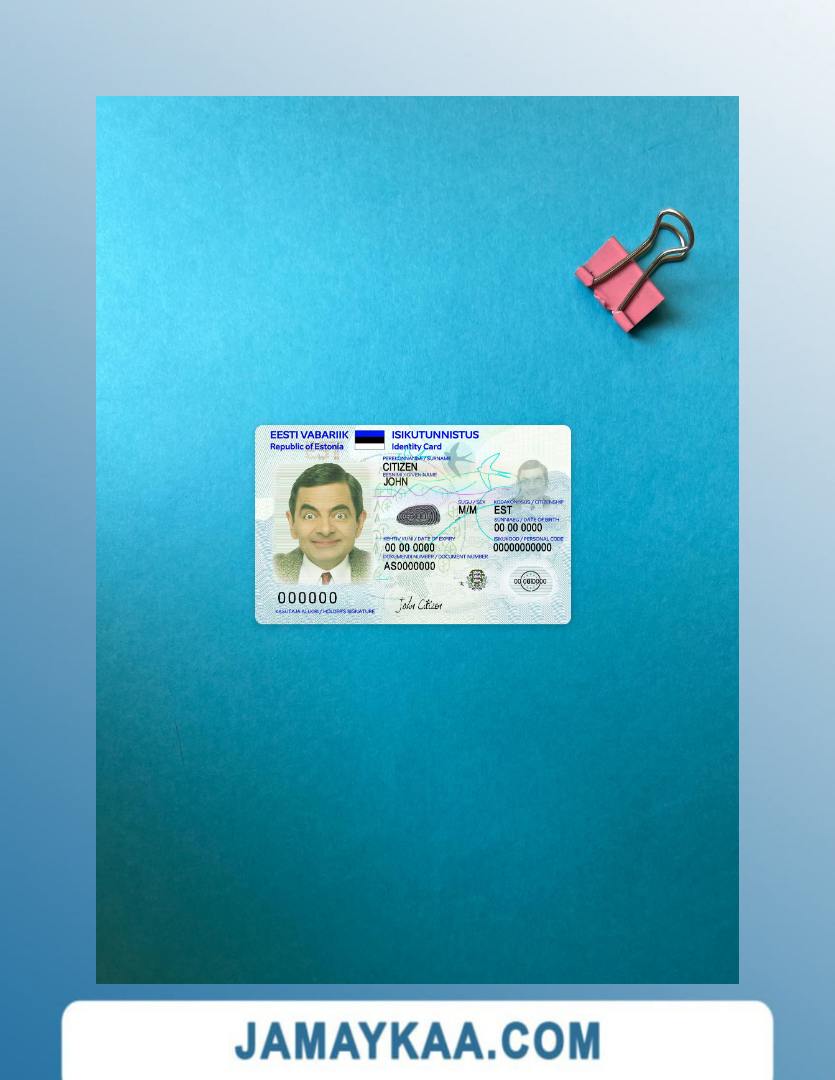 EESTI VABARIIK ISIKUTUNNISTUS
Republic of Estonia Identity Card
PEREKONNANIMI / SURNAME
CITIZEN
EESNIMI / GIVEN NAME
JOHN
SUGU / SEX KODAKONDSUS / CITIZENSHIP
M/M EST
SÜNNIAEG / DATE OF BIRTH
00 00 0000
KEHTIV KUNI / DATE OF EXPIRY ISIKUKOOD / PERSONAL CODE
00 00 0000 00000000000
DOKUMENDI NUMBER / DOCUMENT NUMBER
AS0000000
000000
KASUTAJA ALLKIRI / HOLDER'S SIGNATURE
John Citizen
JAMAYKAA.COM